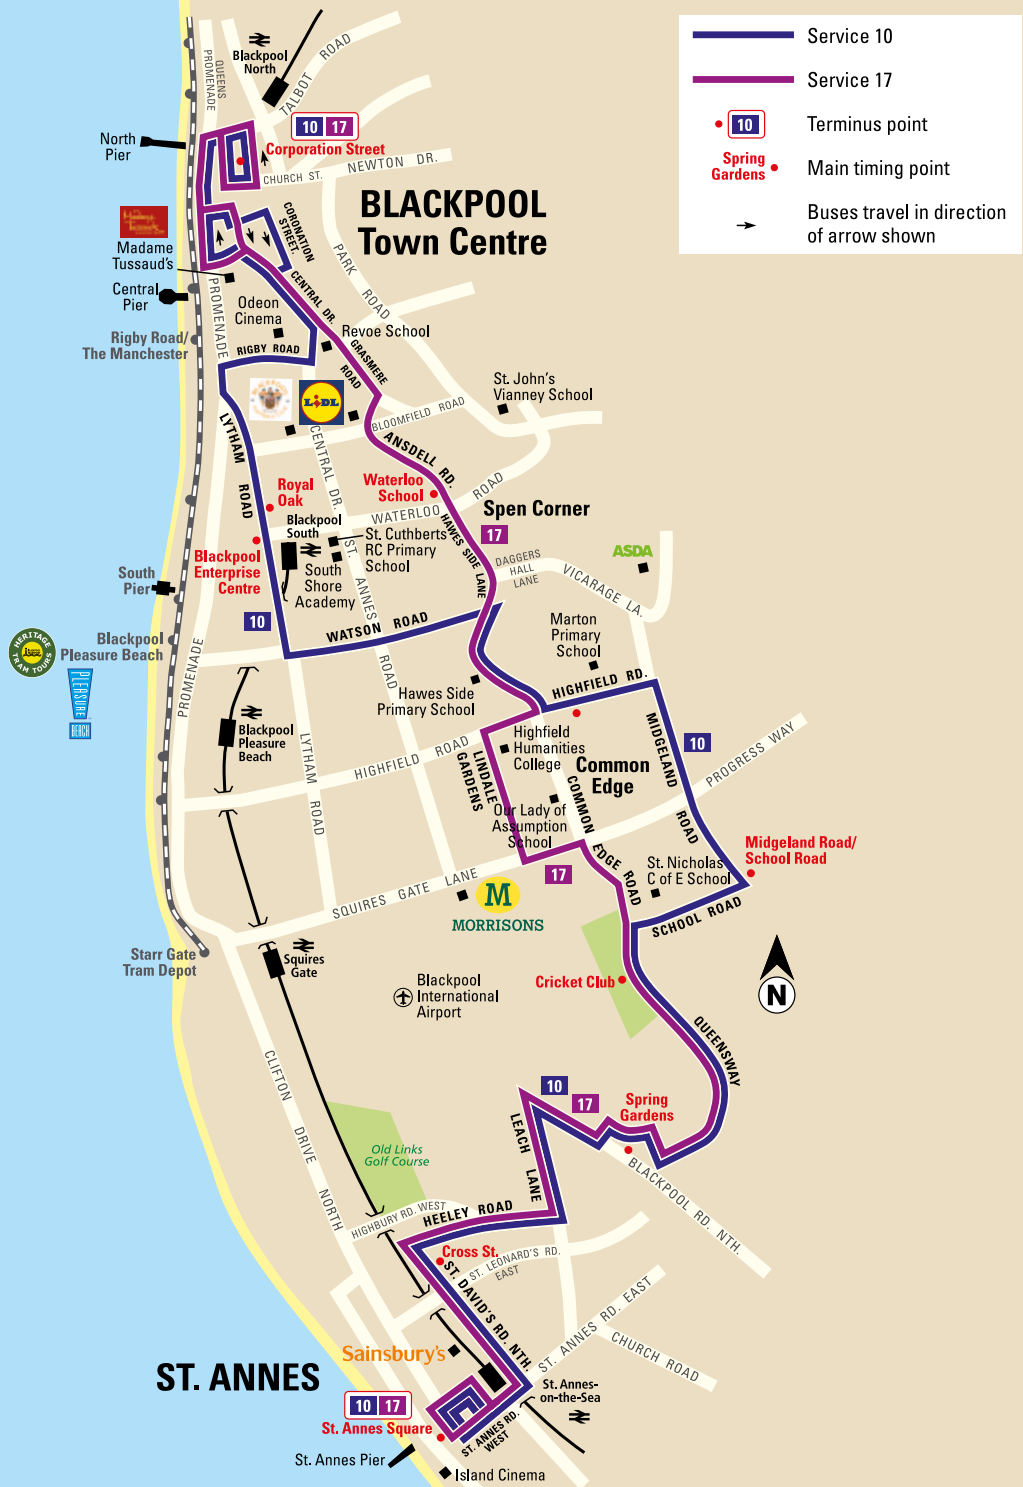 Service 10
Service 17
10
Terminus point
Spring
Gardens
Main timing point
Buses travel in direction
of arrow shown
QUEENS
PROMENADE
Blackpool
North
TALBOT ROAD
North
Pier
10 17
Corporation Street
CHURCH ST.
NEWTON DR.
BLACKPOOL
Town Centre
Madame
Tussaud's
CORONATION
STREET.
PARK ROAD
Central
Pier
PROMENADE
CENTRAL DR.
Odeon
Cinema
Revoe School
Rigby Road/
The Manchester
RIGBY ROAD
GRASMERE
ROAD
LIDL
St. John's
Vianney School
BLOOMFIELD ROAD
LYTHAM ROAD
CENTRAL DR.
ANSDELL RD.
Royal
Oak
Waterloo
School
WATERLOO ROAD
Spen Corner
17
Blackpool
South
St. Cuthberts
RC Primary
School
HAWES SIDE LANE
Blackpool
Enterprise
Centre
South
Shore
Academy
ST. ANNES ROAD
DAGGERS
HALL
LANE
VICARAGE LA.
ASDA
South
Pier
10
WATSON ROAD
Marton
Primary
School
HERITAGE
TRAM TOURS
Blackpool
Pleasure Beach
PLEASURE
BEACH
PROMENADE
Hawes Side
Primary School
HIGHFIELD RD.
Blackpool
Pleasure
Beach
LYTHAM ROAD
HIGHFIELD ROAD
LINDALE
GARDENS
Highfield
Humanities
College
Common
Edge
MIDGELAND ROAD
10
PROGRESS WAY
Our Lady of
Assumption
School
COMMON EDGE ROAD
Midgeland Road/
School Road
St. Nicholas
C of E School
17
SQUIRES GATE LANE
M
MORRISONS
SCHOOL ROAD
Starr Gate
Tram Depot
Squires
Gate
Blackpool
International
Airport
Cricket Club
N
QUEENSWAY
CLIFTON DRIVE NORTH
10
17
Spring
Gardens
LEACH LANE
Old Links
Golf Course
BLACKPOOL RD. NTH.
HIGHBURY RD. WEST
HEELEY ROAD
Cross St.
ST. LEONARD'S RD.
EAST
ST. DAVID'S RD. NTH.
ST. ANNES RD. EAST
CHURCH ROAD
Sainsbury's
ST. ANNES
10 17
St. Annes Square
St. Annes-
on-the-Sea
ST. ANNES RD.
WEST
St. Annes Pier
Island Cinema